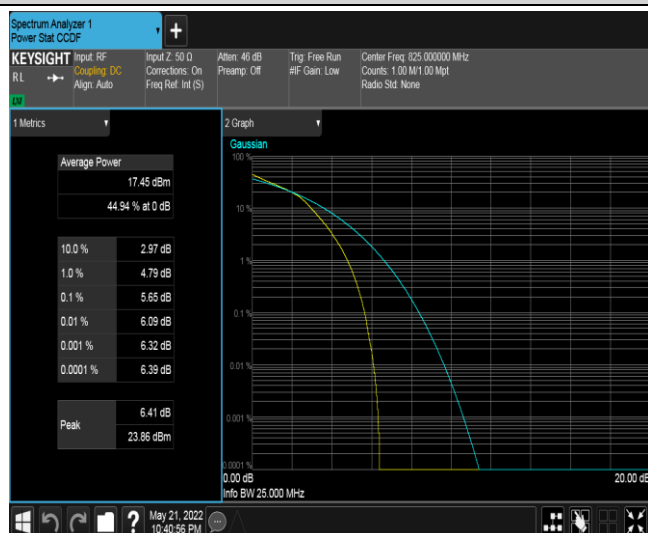 Spectrum Analyzer 1
Power Stat CCDF
+
KEYSIGHT
RL
LXI
Input: RF
Coupling: DC
Align: Auto
Input Z: 50 Ω
Corrections: On
Freq Ref: Int (S)
Atten: 46 dB
Preamp: Off
Trig: Free Run
#IF Gain: Low
Center Freq: 825.000000 MHz
Counts: 1.00 M/1.00 Mpt
Radio Std: None
1 Metrics
Average Power
17.45 dBm
44.94 % at 0 dB
10.0 % 2.97 dB
1.0 % 4.79 dB
0.1 % 5.65 dB
0.01 % 6.09 dB
0.001 % 6.32 dB
0.0001 % 6.39 dB
Peak
6.41 dB
23.86 dBm
2 Graph
Gaussian
100 %
10 %
1 %
0.1 %
0.01 %
0.001 %
0.0001 %
0.00 dB 20.00 dB
Info BW 25.000 MHz
?
May 21, 2022
10:40:56 PM